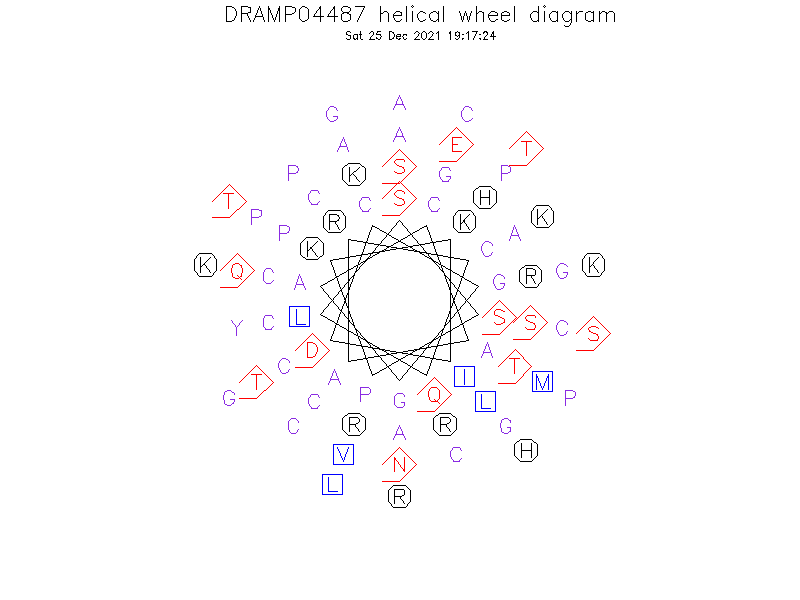 DRAMP04487 helical wheel diagram
Sat 25 Dec 2021 19:17:24
A
G C
A
A E T
P K S G P
C S H
T C C
P R K A K
P K C
K Q C A G R G K
Y C L S S C S
D A
C T
T A I M
G C P G Q L P
C R A R G
V N C H
L
R